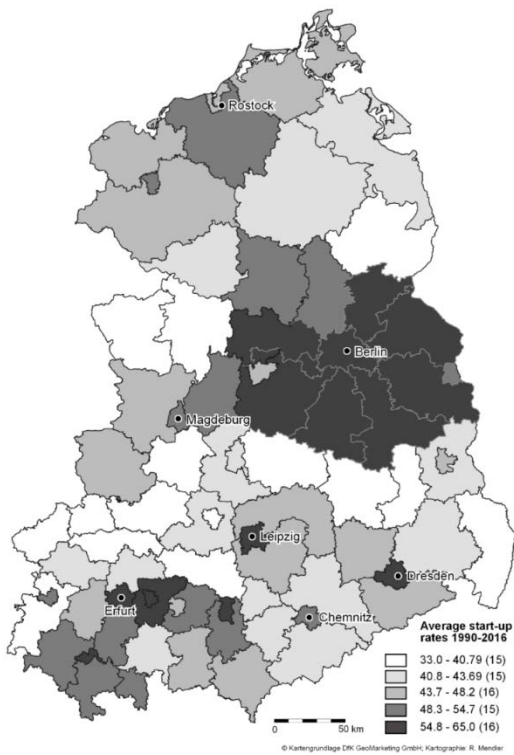 Rostock
Berlin
Magdeburg
Leipzig
Dresden
Erfurt
Chemnitz
Average start-up
rates 1990-2016
33.0 - 40.79 (15)
40.8 - 43.69 (15)
43.7 - 48.2 (16)
48.3 - 54.7 (15)
54.8 - 65.0 (16)
0 50 km
© Kartengrundlage DfK GeoMarketing GmbH; Kartographie: R. Mendler